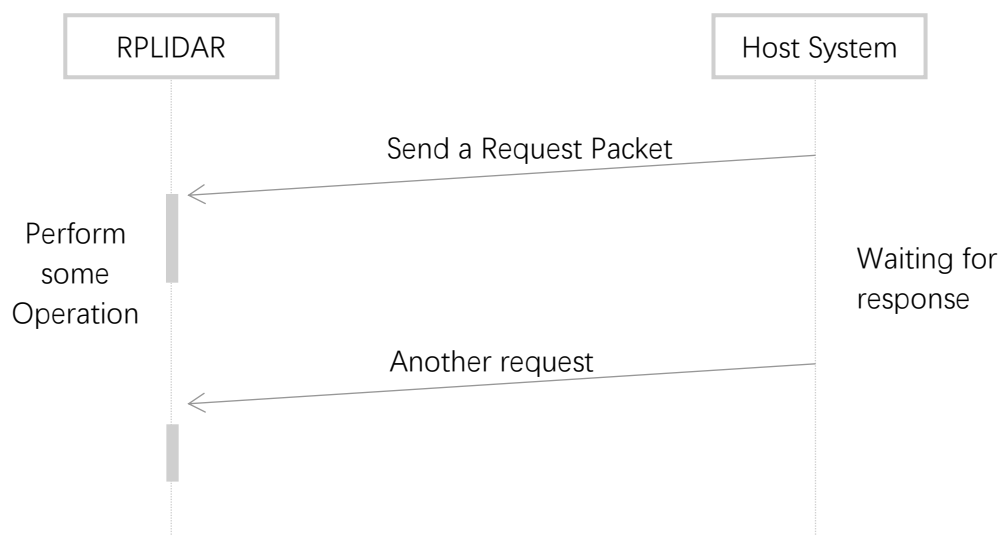 RPLIDAR
Host System
Send a Request Packet
Perform
some
Operation
Waiting for
response
Another request